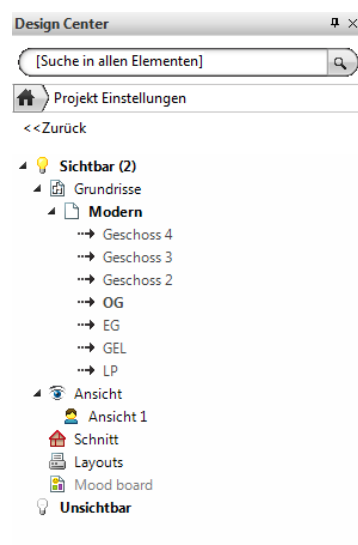 Design Center
[Suche in allen Elementen]
Projekt Einstellungen
<<Zurück
Sichtbar (2)
Grundrisse
Modern
Geschoss 4
Geschoss 3
Geschoss 2
OG
EG
GEL
LP
Ansicht
Ansicht 1
Schnitt
Layouts
Mood board
Unsichtbar